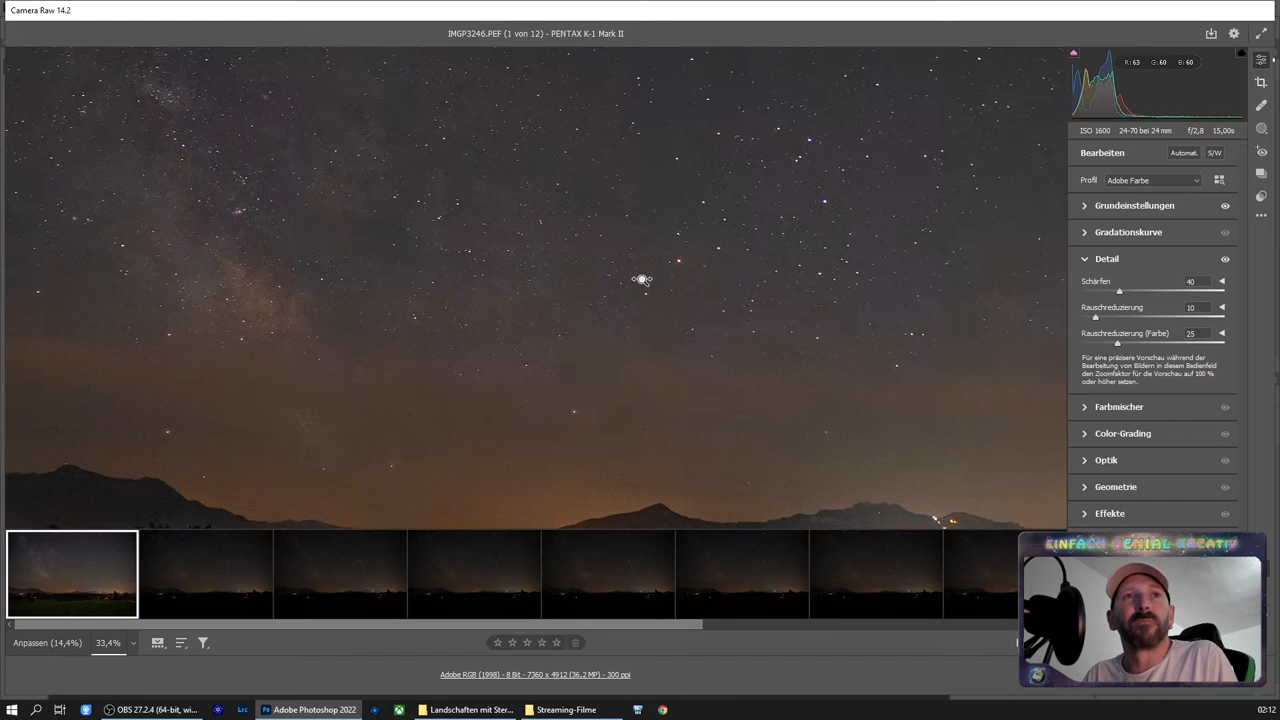 Camera Raw 14.2
IMGP3246.PEF (1 von 12) - PENTAX K-1 Mark II
R: 63 G: 60 B: 60
ISO 1600 24-70 bei 24 mm f/2,8 15,00s
Bearbeiten Automat. S/W
Profil Adobe Farbe
Grundeinstellungen
Gradationskurve
Detail
Schärfen 40
Rauschreduzierung 10
Rauschreduzierung (Farbe) 25
Für eine präzisere Vorschau während der
Bearbeitung von Bildern in diesem Bedienfeld
den Zoomfaktor für die Vorschau auf 100 %
oder höher setzen.
Farbmischer
Color-Grading
Optik
Geometrie
Effekte
EINFACH GENIAL KREATIV
Anpassen (14,4%) 33,4%
Adobe RGB (1998) - 8 Bit - 7360 x 4912 (36,2 MP) - 300 ppi
OBS 27.2.4 (64-bit, wi... Lrc Ps Adobe Photoshop 2022 Landschaften mit Ster... Streaming-Filme 02:12